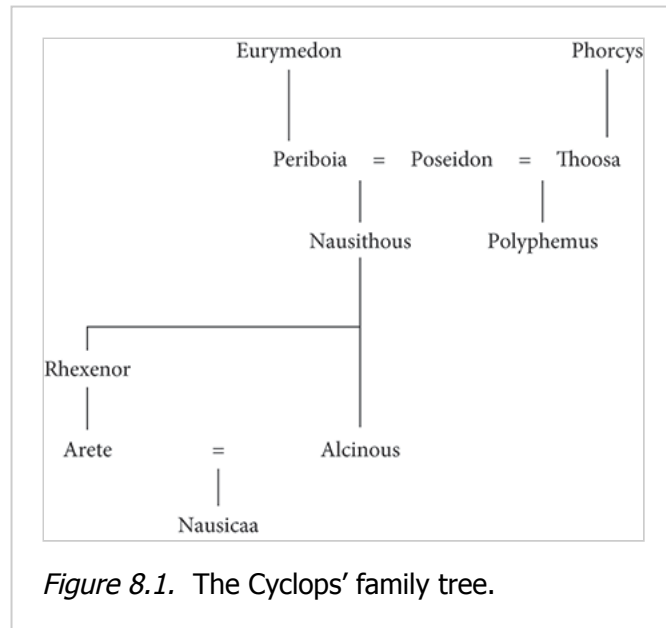 Eurymedon Phorcys
Periboia = Poseidon = Thoosa
Nausithous Polyphemus
Rhexenor
Arete = Alcinous
Nausicaa
Figure 8.1. The Cyclops’ family tree.